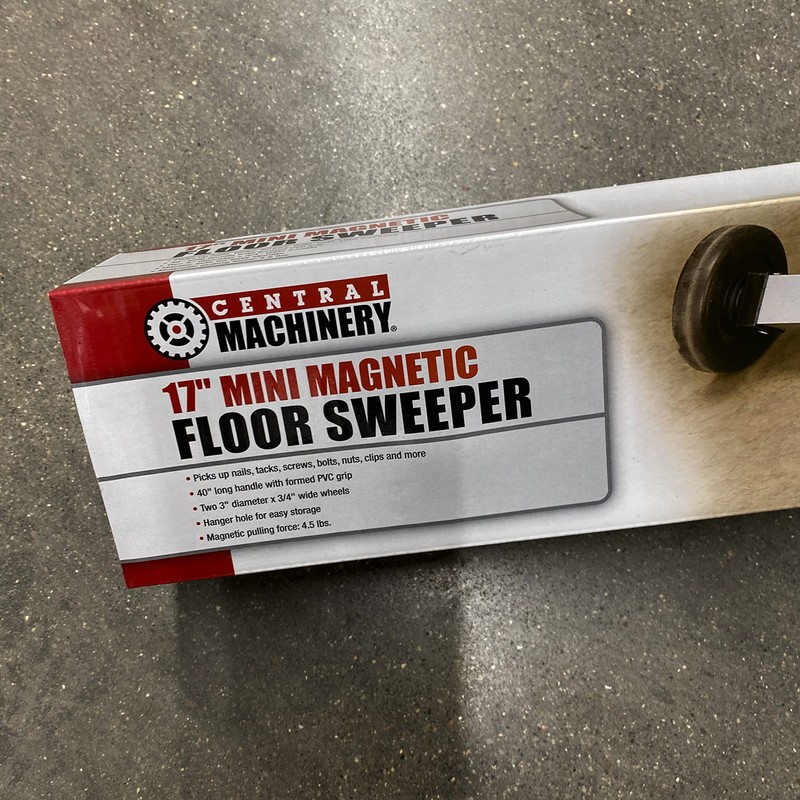 17" MINI MAGNETIC
FLOOR SWEEPER
CENTRAL
MACHINERY®
17" MINI MAGNETIC
FLOOR SWEEPER
• Picks up nails, tacks, screws, bolts, nuts, clips and more
• 40" long handle with formed PVC grip
• Two 3" diameter x 3/4" wide wheels
• Hanger hole for easy storage
• Magnetic pulling force: 4.5 lbs.